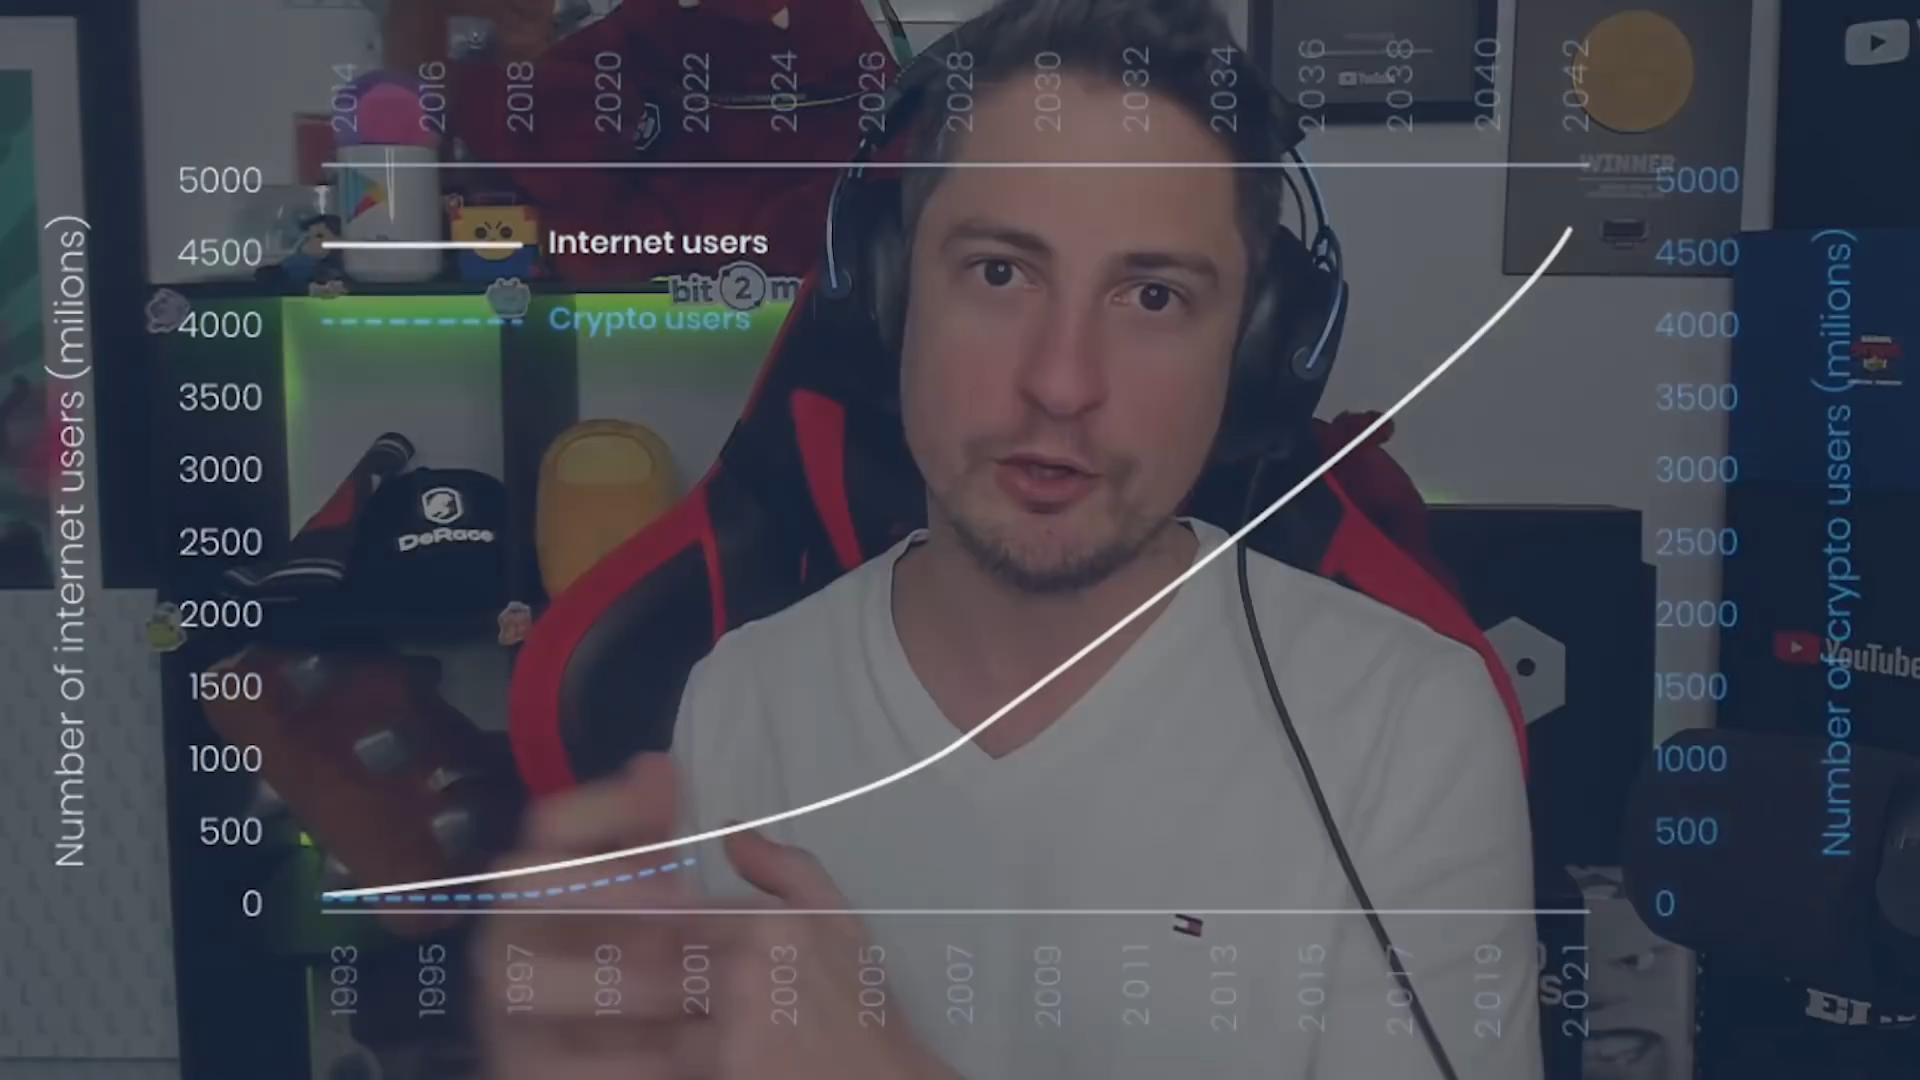 2014 2016 2018 2020 2022 2024 2026 2028 2030 2032 2034 2036 2038 2040 2042
WINNER
5000
4500
4000
3500
3000
2500
2000
1500
1000
500
0
Number of internet users (milions)
Internet users
bit 2 m
Crypto users
DeRace
5000
4500
4000
3500
3000
2500
2000
1500
1000
500
0
Number of crypto users (milions)
YouTube
1993 1995 1997 1999 2001 2003 2005 2007 2009 2011 2013 2015 2017 2019 2021